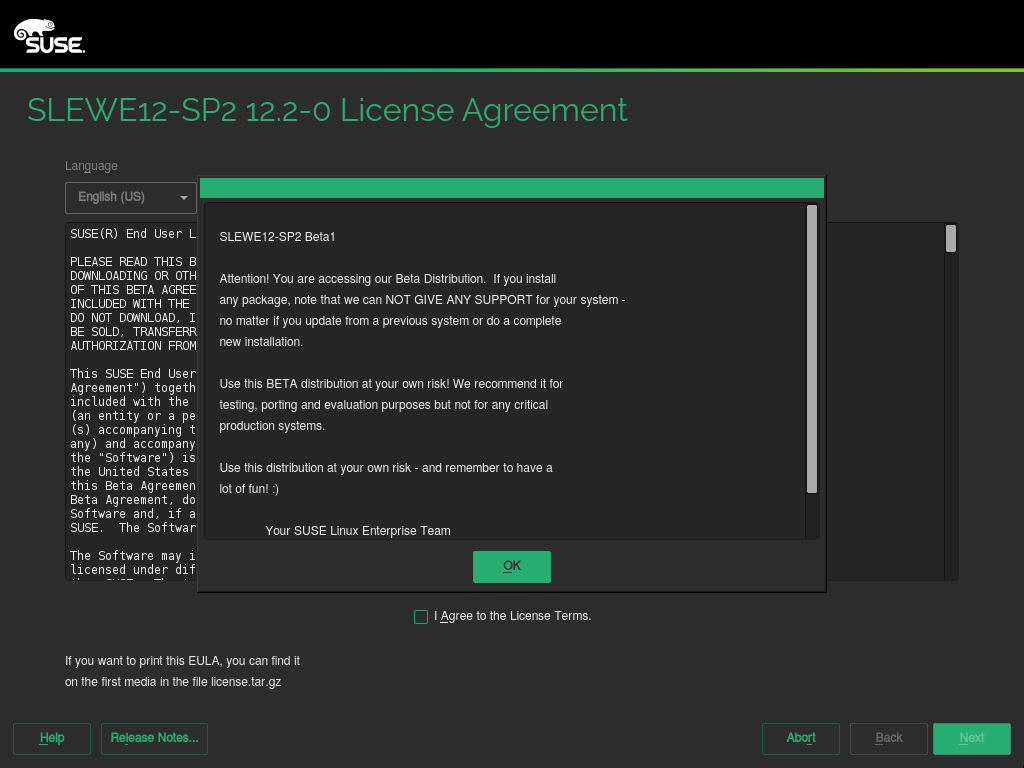 SUSE
SLEWE12-SP2 12.2-0 License Agreement
Language
English (US)
SUSE(R) End User L
PLEASE READ THIS B
DOWNLOADING OR OTH
OF THIS BETA AGREE
INCLUDED WITH THE
DO NOT DOWNLOAD, I
BE SOLD, TRANSFERR
AUTHORIZATION FROM
This SUSE End User
Agreement") togeth
included with the
(an entity or a pe
(s) accompanying t
any) and accompany
the "Software") is
the United States
this Beta Agreemen
Beta Agreement, do
Software and, if a
SUSE.  The Softwar
The Software may i
licensed under dif
SLEWE12-SP2 Beta1
Attention! You are accessing our Beta Distribution.  If you install
any package, note that we can NOT GIVE ANY SUPPORT for your system -
no matter if you update from a previous system or do a complete
new installation.
Use this BETA distribution at your own risk! We recommend it for
testing, porting and evaluation purposes but not for any critical
production systems.
Use this distribution at your own risk - and remember to have a
lot of fun! :)
Your SUSE Linux Enterprise Team
OK
I Agree to the License Terms.
If you want to print this EULA, you can find it
on the first media in the file license.tar.gz
Help
Release Notes...
Abort
Back
Next